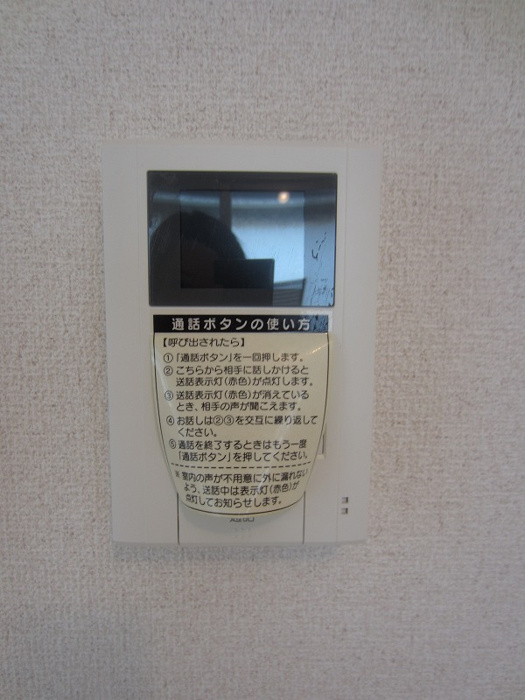 通話ボタンの使い方
【呼び出されたら】
①「通話ボタン」を一回押します。
② こちらから相手に話しかけると
送話表示灯(赤色)が点灯します。
③ 送話表示灯(赤色)が消えている
とき、相手の声が聞こえます。
④ お話しは②③を交互に繰り返して
ください。
⑤ 通話を終了するときはもう一度
「通話ボタン」を押してください。
※ 室内の声が不用意に外に漏れない
よう、送話中は表示灯(赤色)が
点灯してお知らせします。